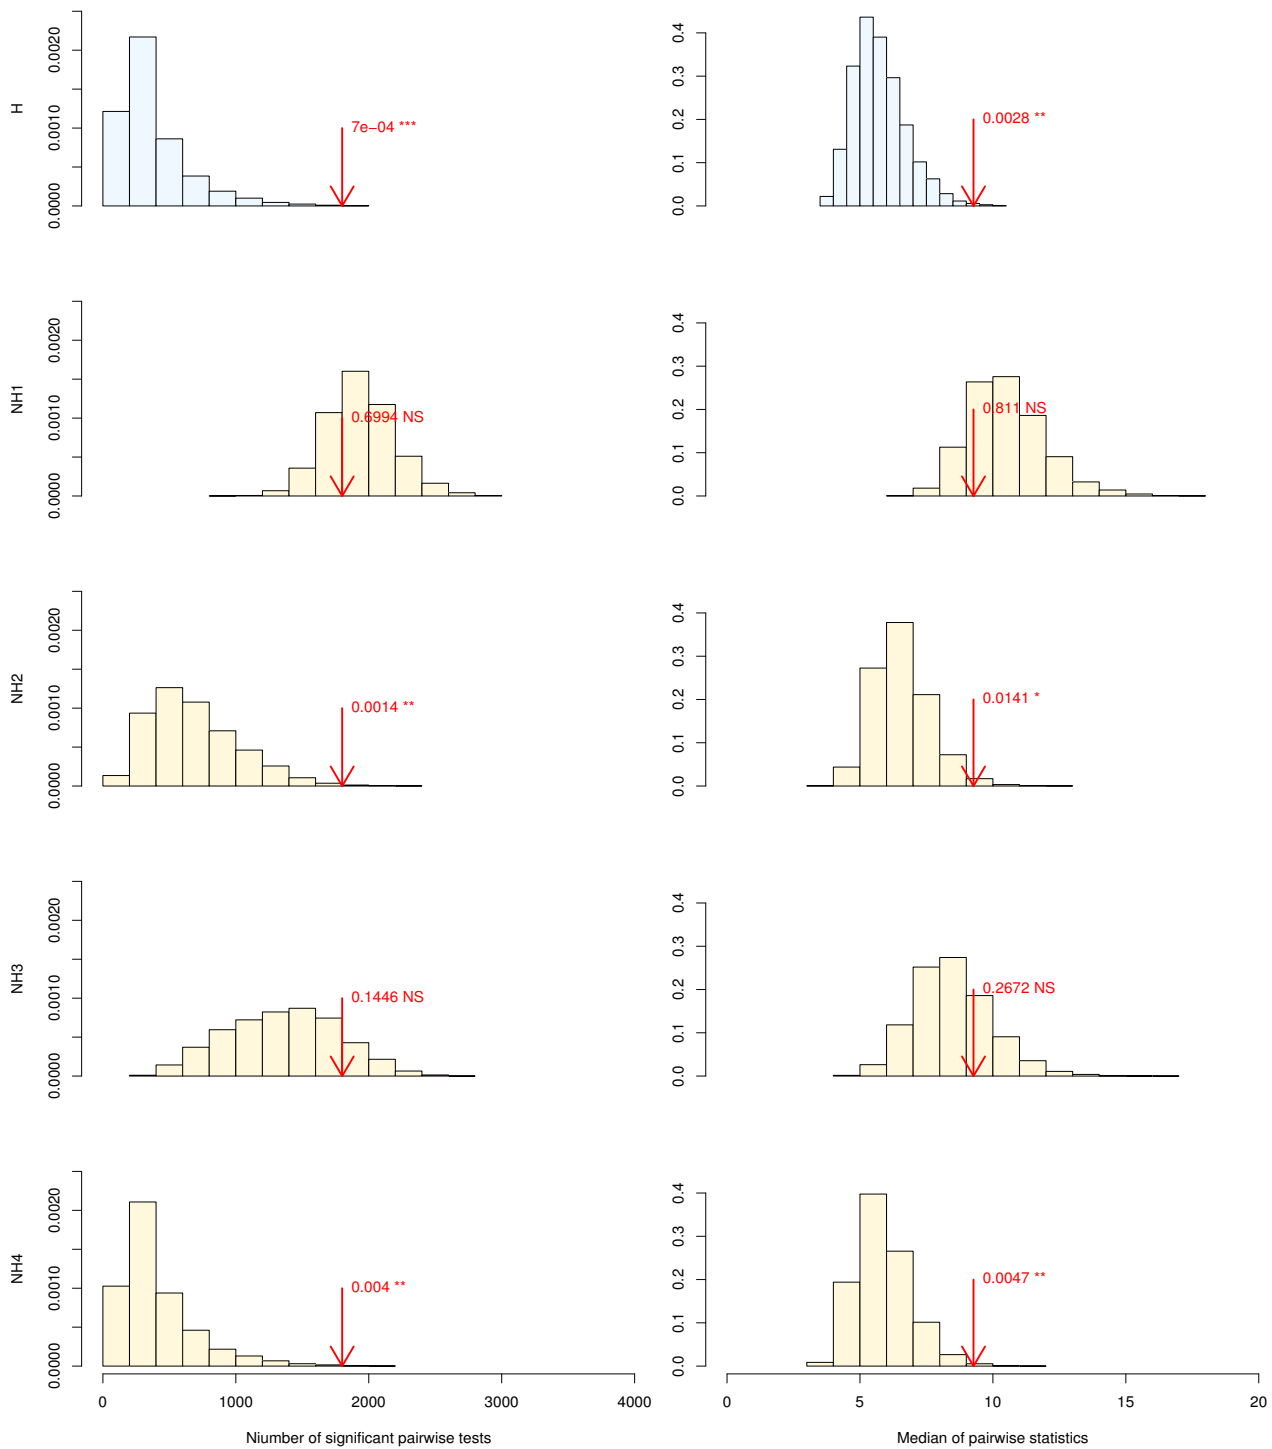 H
0.0000 0.0010 0.0020
7e−04 ***
0.0 0.1 0.2 0.3 0.4
0.0028 **
NH1
0.0000 0.0010 0.0020
0.6994 NS
0.0 0.1 0.2 0.3 0.4
0.811 NS
NH2
0.0000 0.0010 0.0020
0.0014 **
0.0 0.1 0.2 0.3 0.4
0.0141 *
NH3
0.0000 0.0010 0.0020
0.1446 NS
0.0 0.1 0.2 0.3 0.4
0.2672 NS
NH4
0.0000 0.0010 0.0020
0.004 **
0.0 0.1 0.2 0.3 0.4
0.0047 **
0 1000 2000 3000 4000
Niumber of significant pairwise tests
0 5 10 15 20
Median of pairwise statistics